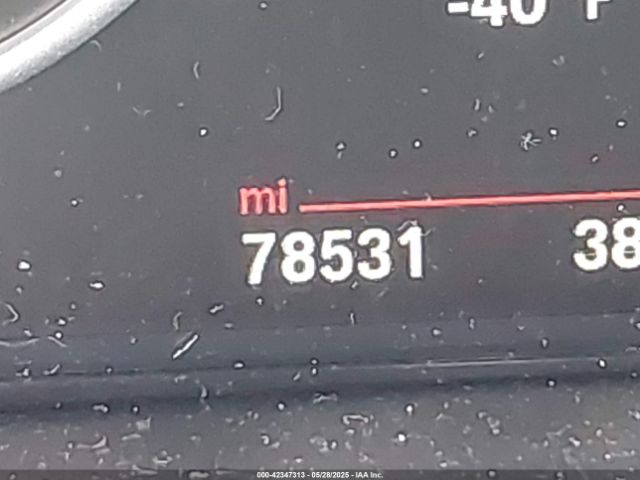 -40 °F
mi
78531 38
000-42347313 - 05/28/2025 - IAA Inc.